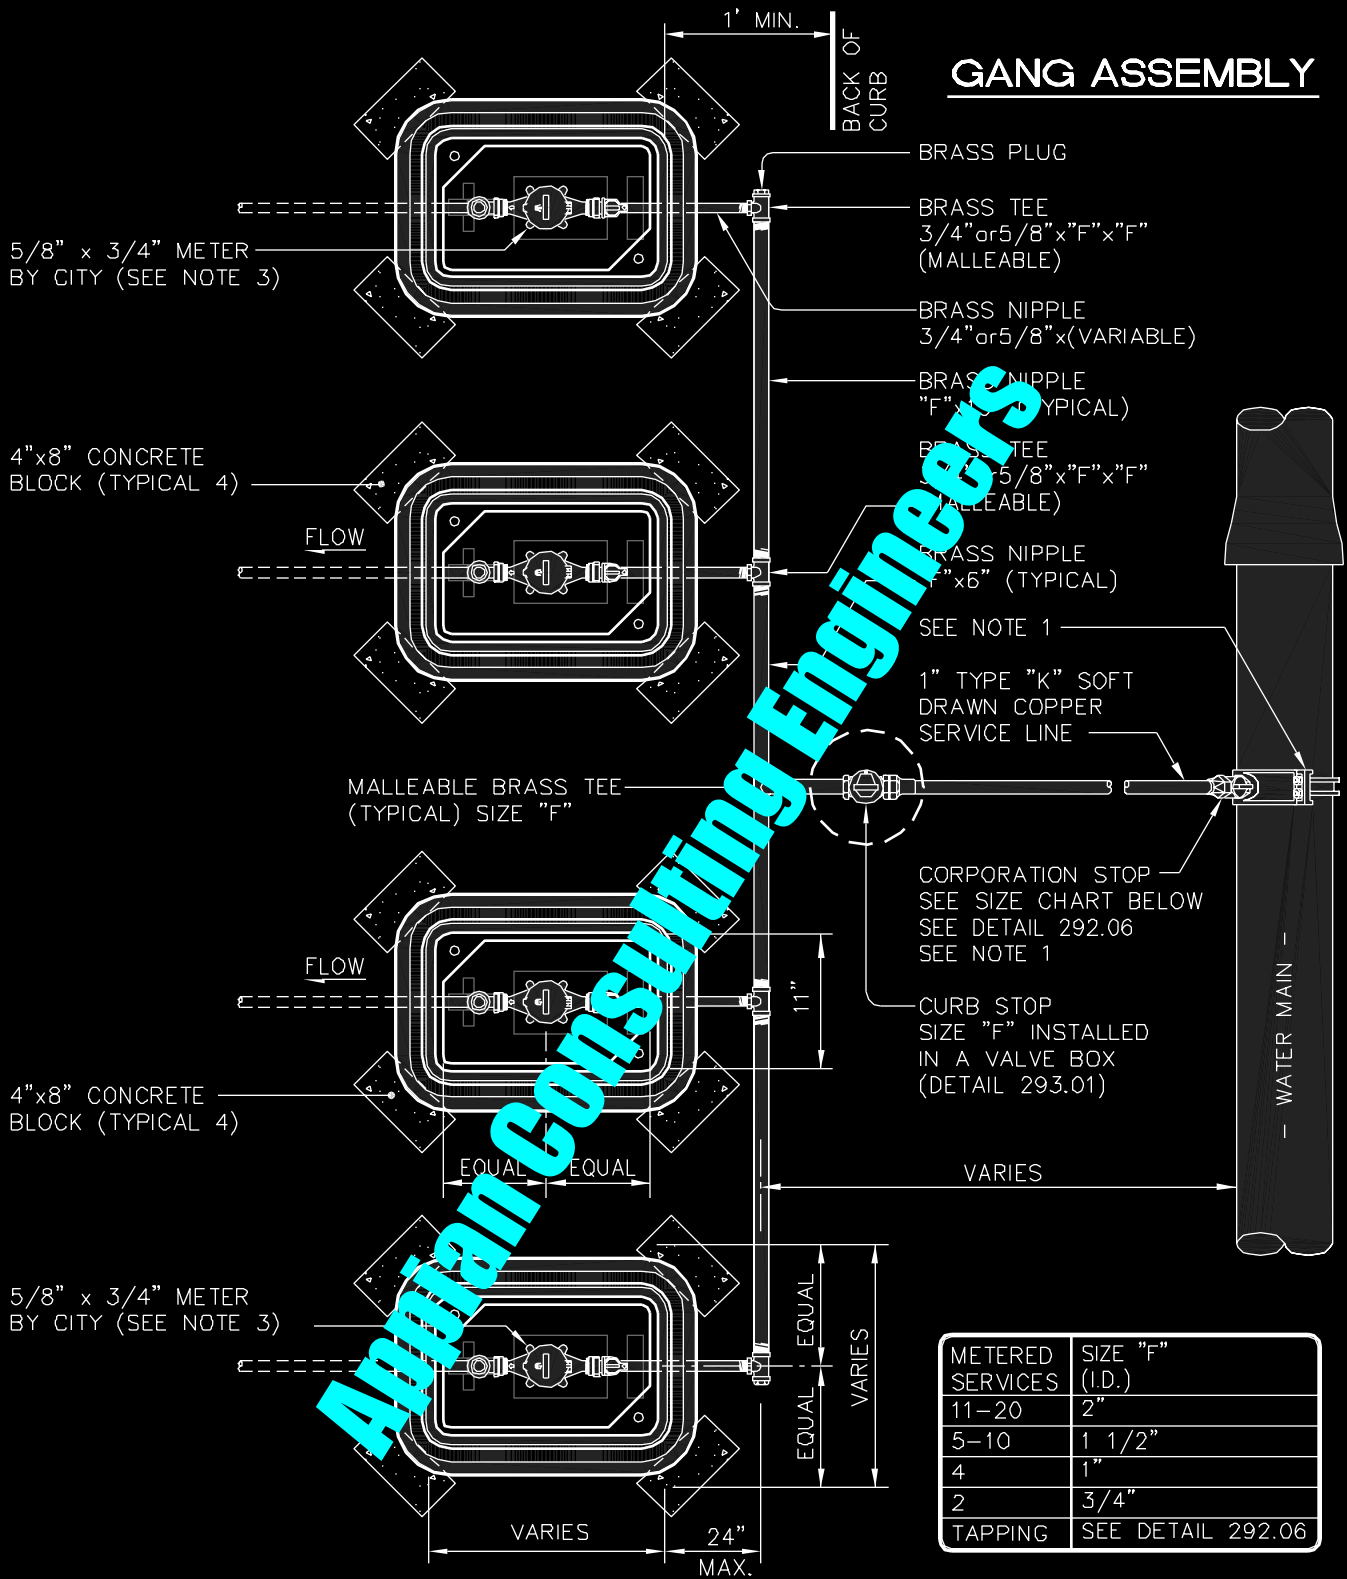 1' MIN.
BACK OF
CURB
GANG ASSEMBLY
BRASS PLUG
BRASS TEE
3/4"or5/8"x"F"x"F"
(MALLEABLE)
5/8" x 3/4" METER
BY CITY (SEE NOTE 3)
BRASS NIPPLE
3/4"or5/8"x(VARIABLE)
BRASS NIPPLE
"F"x
BRASS TEE
3/4"or5/8"x"F"x"F"
(MALLEABLE)
4"x8" CONCRETE
BLOCK (TYPICAL 4)
FLOW
BRASS NIPPLE
"F"x6" (TYPICAL)
SEE NOTE 1
1" TYPE "K" SOFT
DRAWN COPPER
SERVICE LINE
MALLEABLE BRASS TEE
(TYPICAL) SIZE "F"
CORPORATION STOP
SEE SIZE CHART BELOW
SEE DETAIL 292.06
SEE NOTE 1
FLOW
11"
CURB STOP
SIZE "F" INSTALLED
IN A VALVE BOX
(DETAIL 293.01)
- WATER MAIN -
4"x8" CONCRETE
BLOCK (TYPICAL 4)
EQUAL
EQUAL
VARIES
5/8" x 3/4" METER
BY CITY (SEE NOTE 3)
EQUAL
EQUAL
VARIES
VARIES
24"
MAX.
METERED SIZE "F"
SERVICES (I.D.)
11-20 2"
5-10 1 1/2"
4 1"
2 3/4"
TAPPING SEE DETAIL 292.06
Appian Consulting Engineers